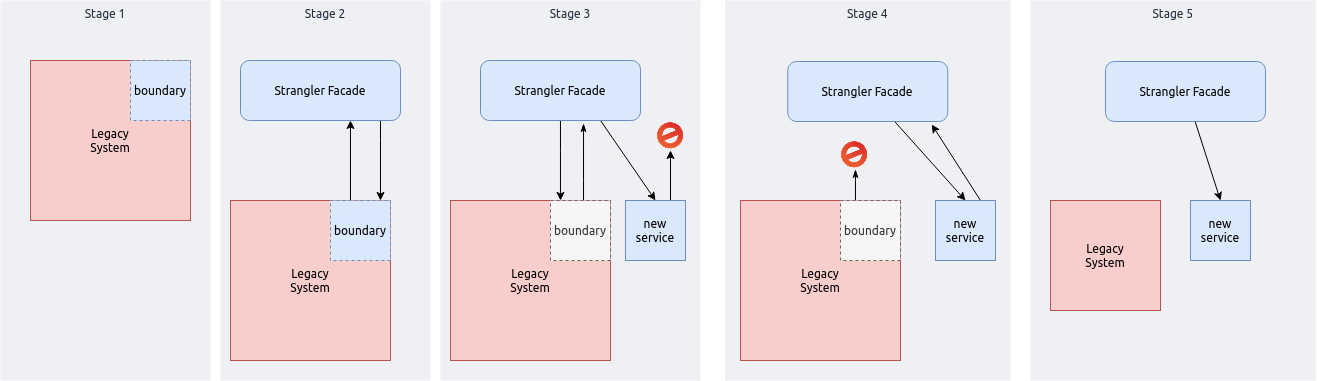 Stage 1
boundary
Legacy
System
Stage 2
Strangler Facade
boundary
Legacy
System
Stage 3
Strangler Facade
boundary
new
service
Legacy
System
Stage 4
Strangler Facade
boundary
new
service
Legacy
System
Stage 5
Strangler Facade
Legacy
System
new
service